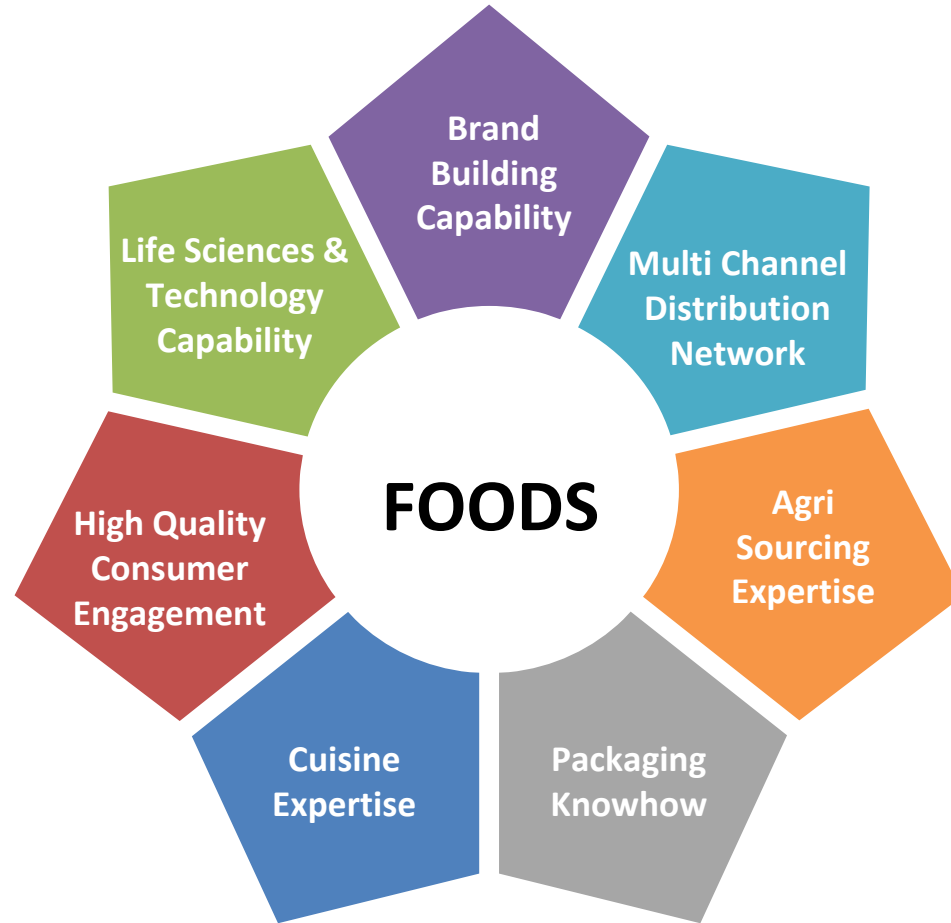 Brand
Building
Capability
Multi Channel
Distribution
Network
Agri
Sourcing
Expertise
Packaging
Knowhow
Cuisine
Expertise
High Quality
Consumer
Engagement
Life Sciences &
Technology
Capability
FOODS